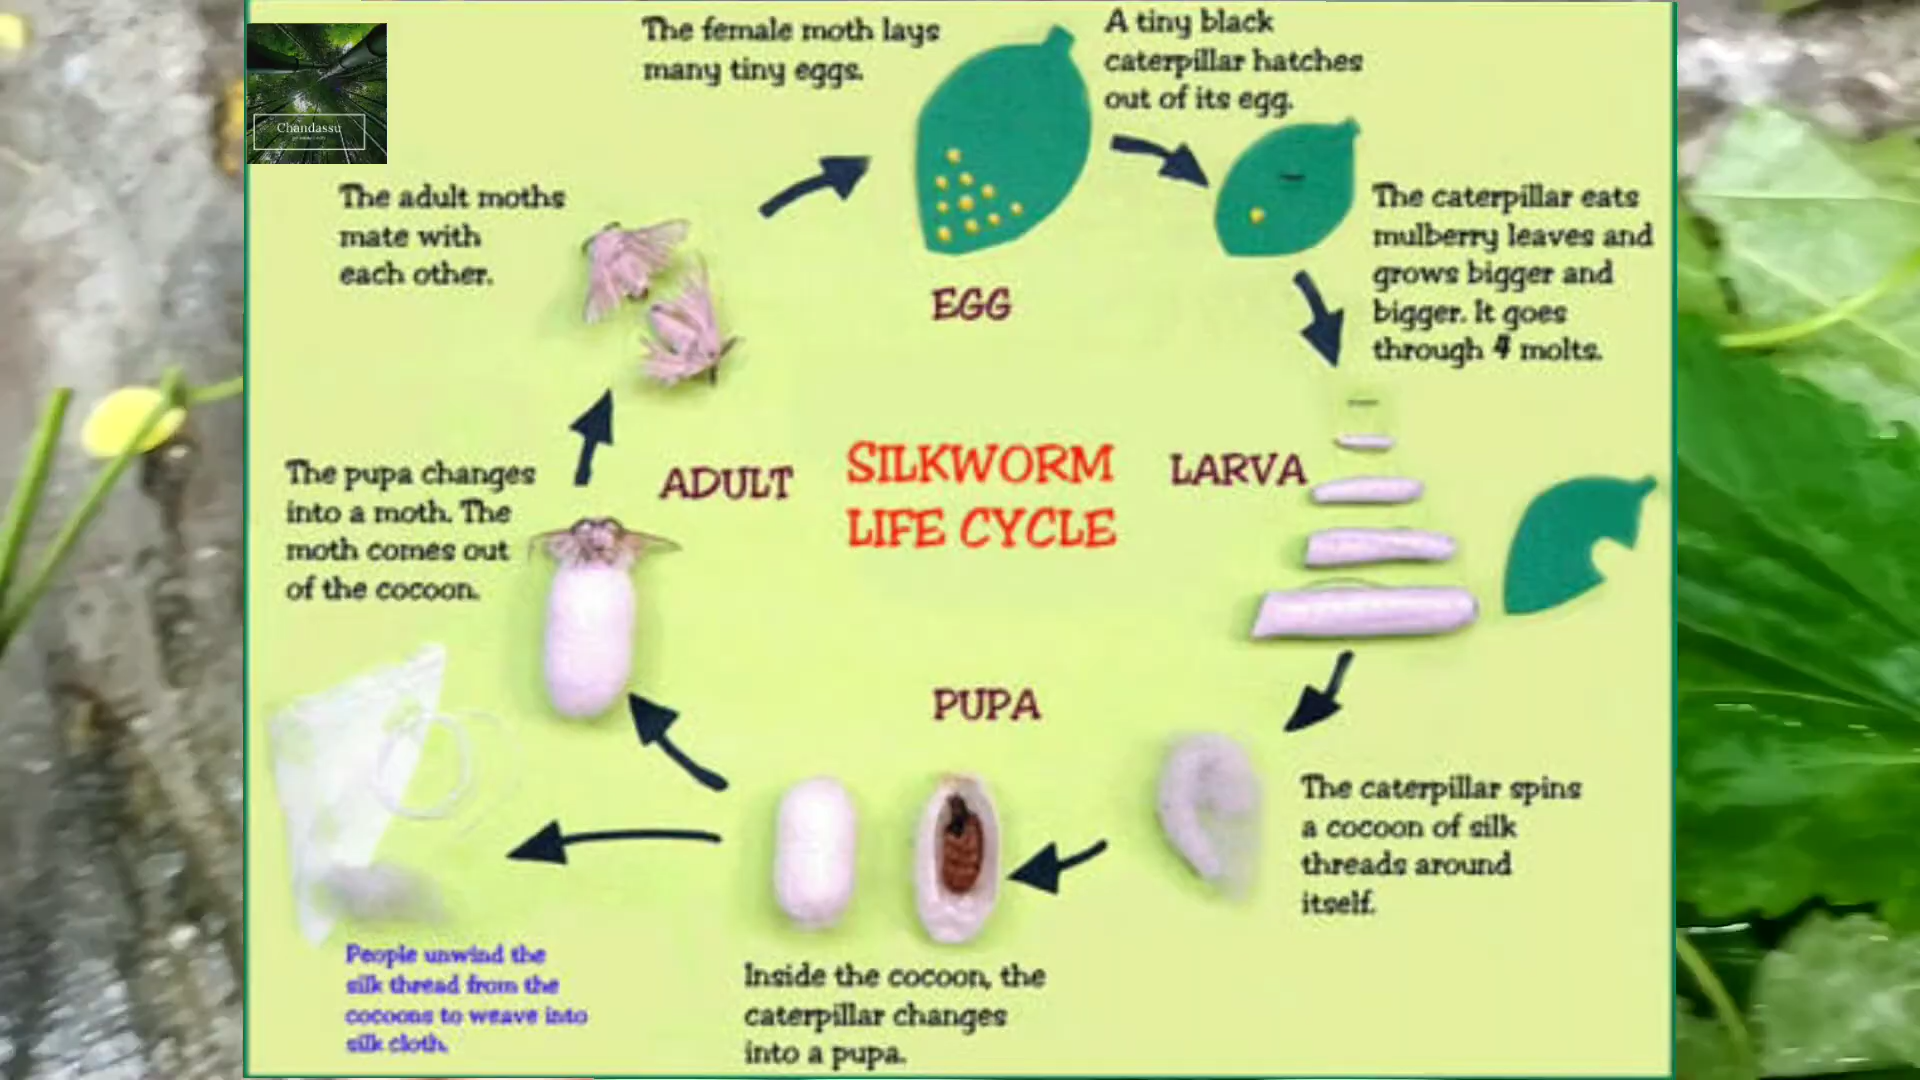 Chandassu
The female moth lays
many tiny eggs.
A tiny black
caterpillar hatches
out of its egg.
The caterpillar eats
mulberry leaves and
grows bigger and
bigger. It goes
through 4 molts.
The adult moths
mate with
each other.
EGG
LARVA
SILKWORM
LIFE CYCLE
ADULT
The pupa changes
into a moth. The
moth comes out
of the cocoon.
PUPA
The caterpillar spins
a cocoon of silk
threads around
itself.
Inside the cocoon, the
caterpillar changes
into a pupa.
People unwind the
silk thread from the
cocoons to weave into
silk cloth.